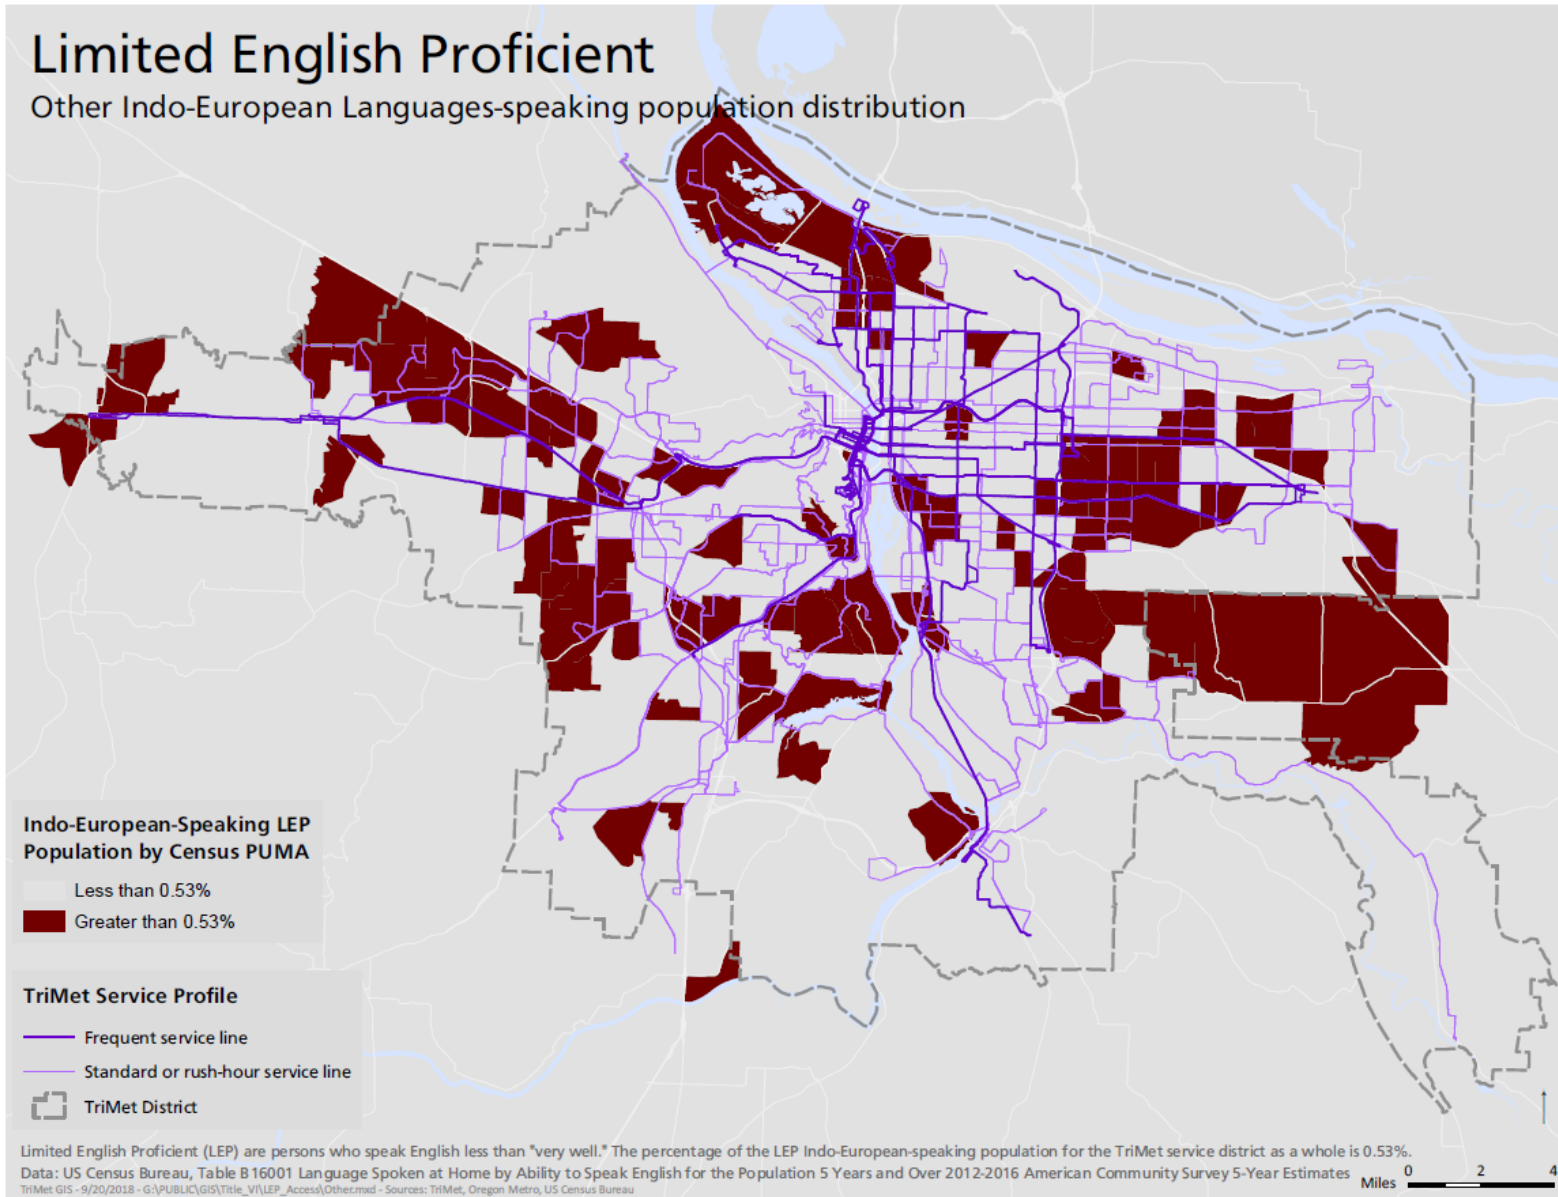 Limited English Proficient
Other Indo-European Languages-speaking population distribution
Indo-European-Speaking LEP
Population by Census PUMA
Less than 0.53%
Greater than 0.53%
TriMet Service Profile
Frequent service line
Standard or rush-hour service line
TriMet District
Limited English Proficient (LEP) are persons who speak English less than "very well." The percentage of the LEP Indo-European-speaking population for the TriMet service district as a whole is 0.53%.
Data: US Census Bureau, Table B16001 Language Spoken at Home by Ability to Speak English for the Population 5 Years and Over 2012-2016 American Community Survey 5-Year Estimates
TriMet GIS - 9/20/2018 - G:\PUBLIC\GIS\Title_VI\LEP_Access\Other.mxd - Sources: TriMet, Oregon Metro, US Census Bureau
0 2 4
Miles